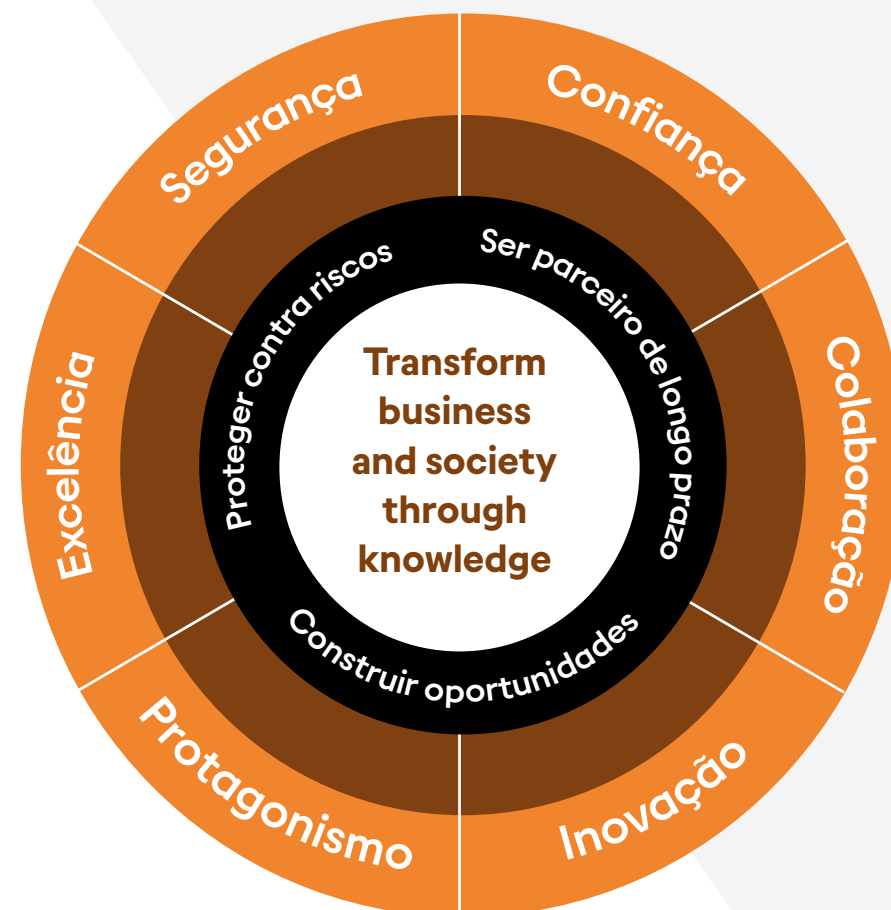 Segurança
Confiança
Colaboração
Inovação
Protagonismo
Excelência
Proteger contra riscos
Ser parceiro de longo prazo
Construir oportunidades
Transform
business
and society
through
knowledge